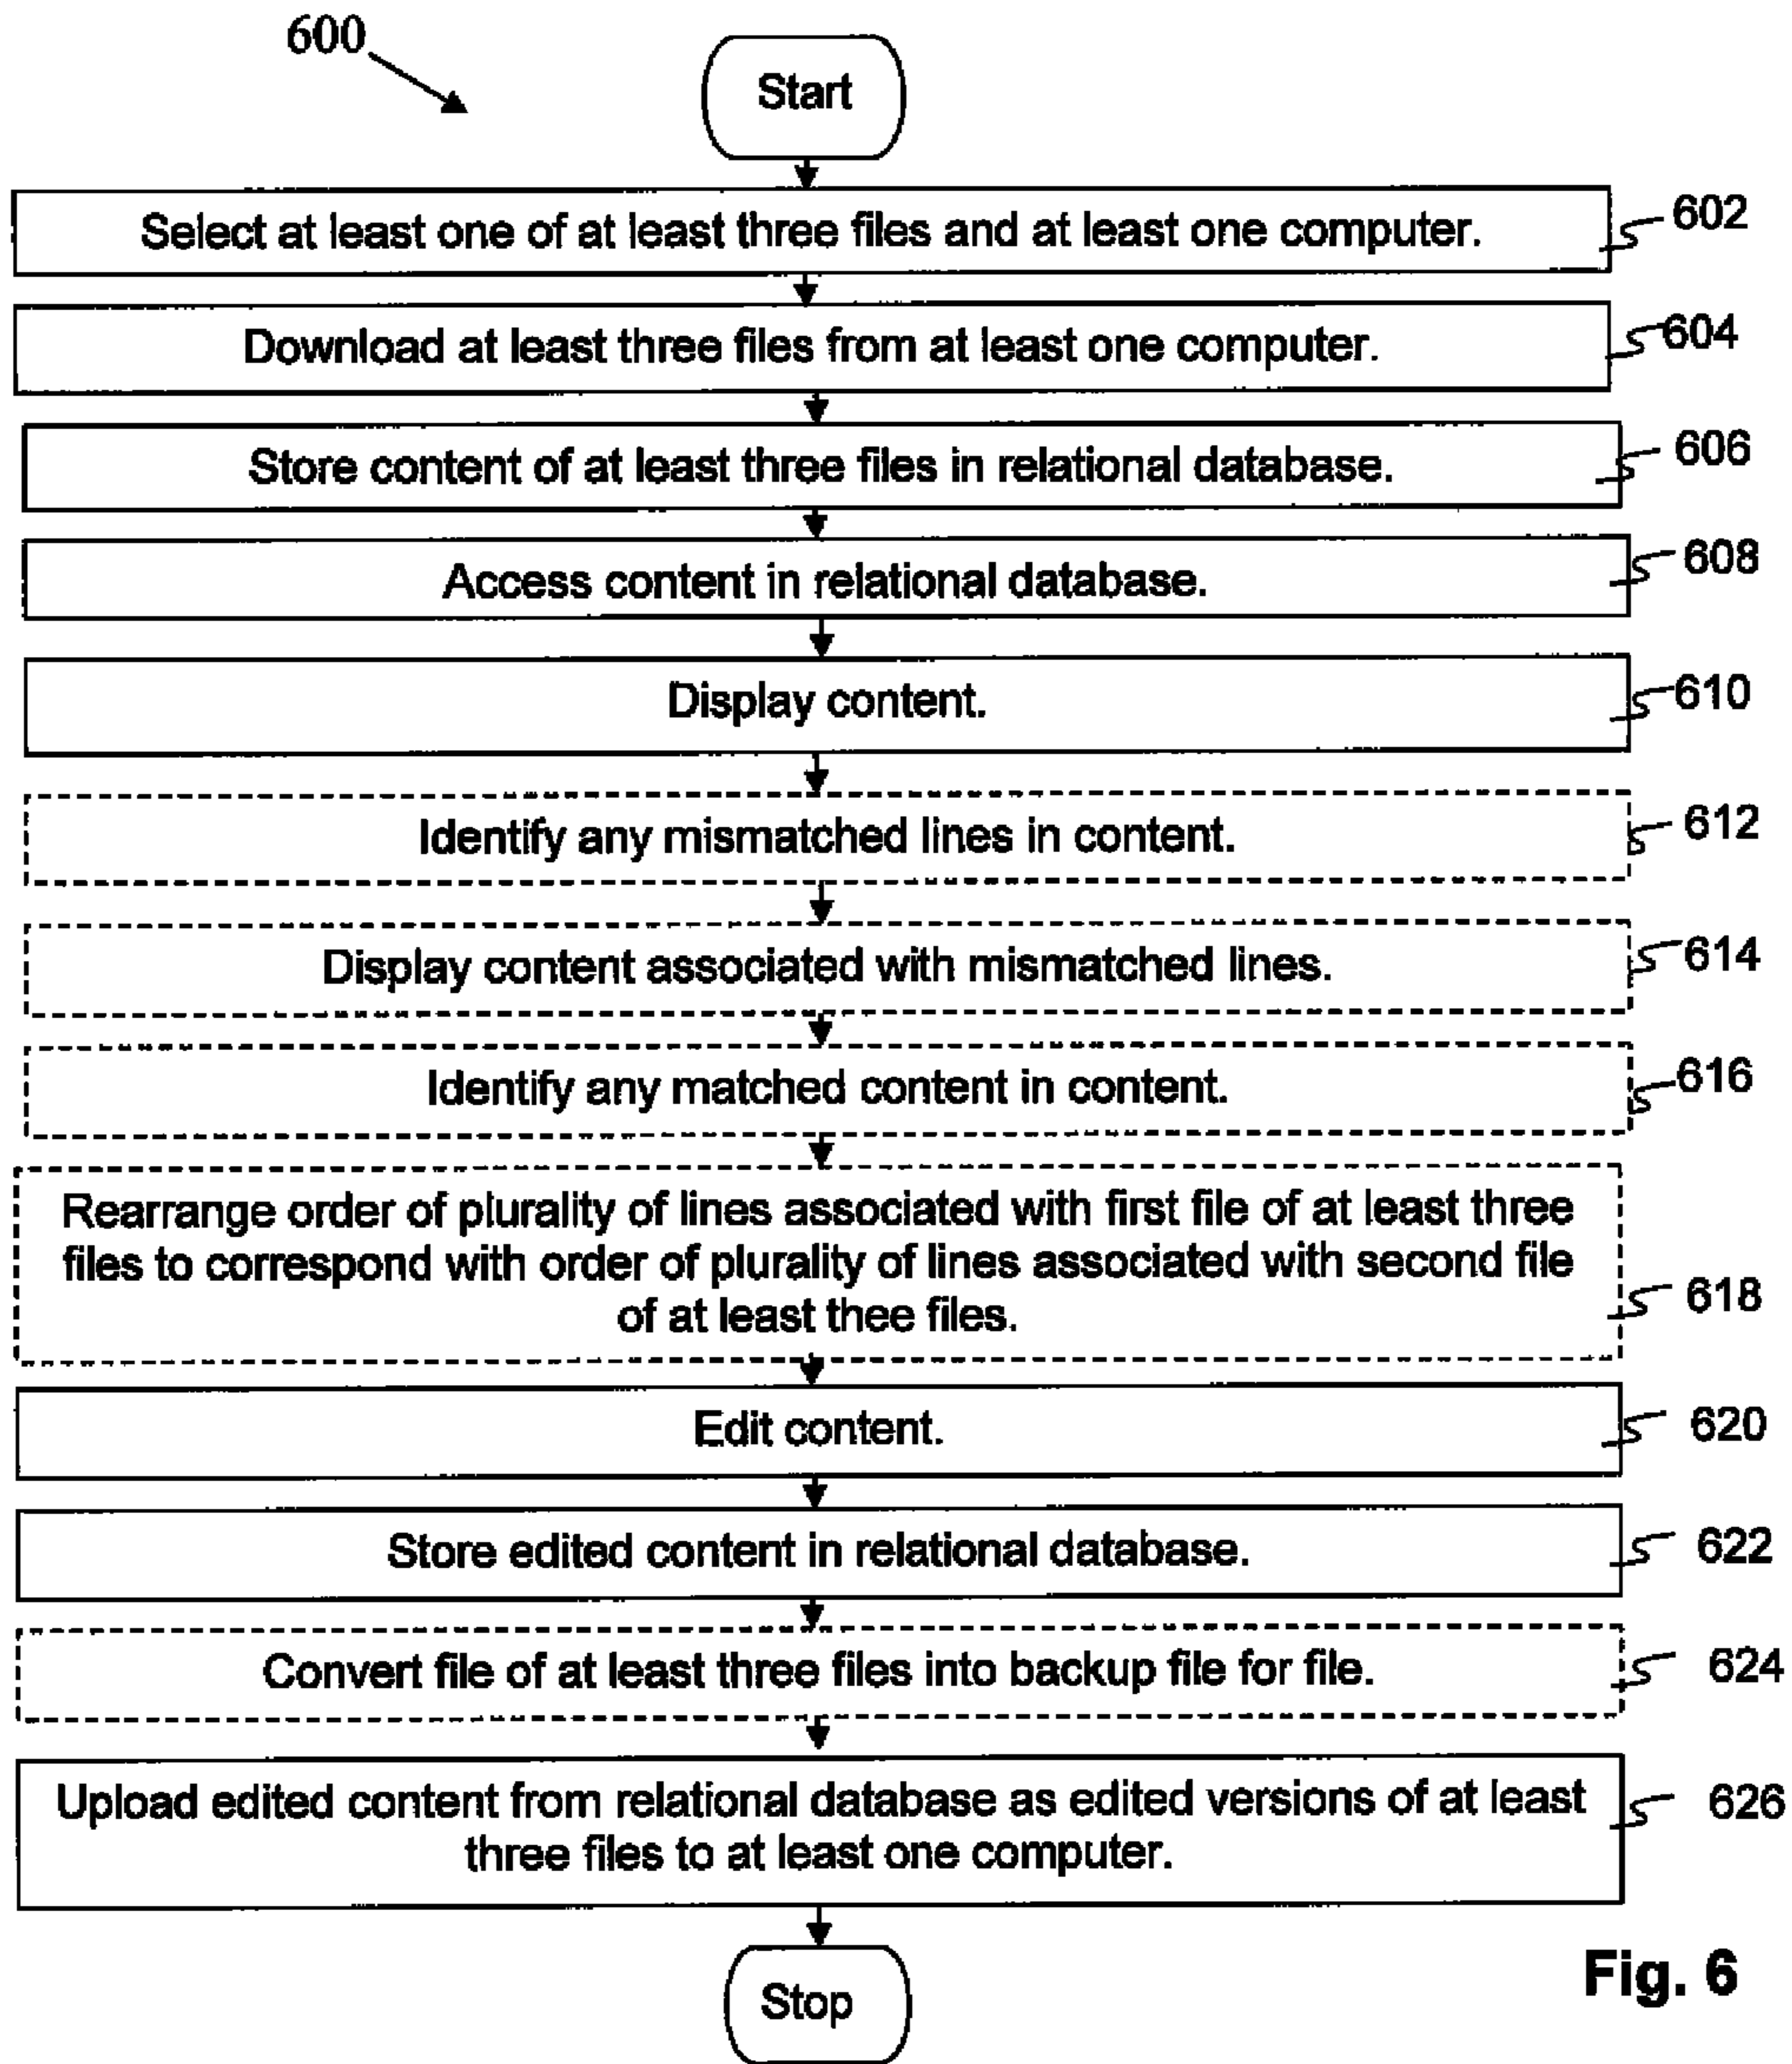 600
Start
Select at least one of at least three files and at least one computer.
602
Download at least three files from at least one computer.
604
Store content of at least three files in relational database.
606
Access content in relational database.
608
Display content.
610
Identify any mismatched lines in content.
612
Display content associated with mismatched lines.
614
Identify any matched content in content.
616
Rearrange order of plurality of lines associated with first file of at least three
files to correspond with order of plurality of lines associated with second file
of at least thee files.
618
Edit content.
620
Store edited content in relational database.
622
Convert file of at least three files into backup file for file.
624
Upload edited content from relational database as edited versions of at least
three files to at least one computer.
626
Stop
Fig. 6